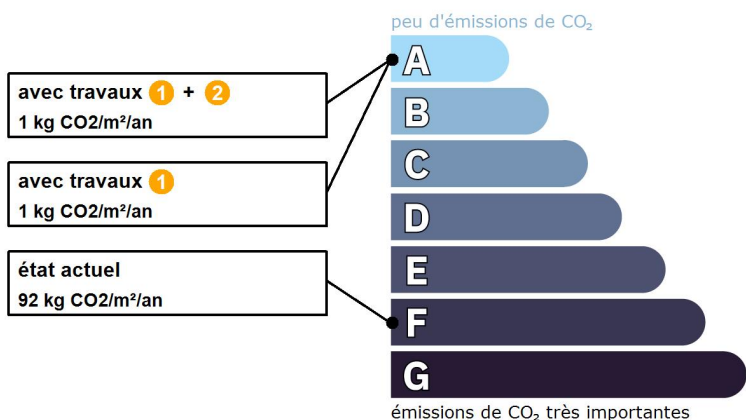 peu d'émissions de CO₂
A
avec travaux 1 + 2
1 kg CO2/m²/an
B
C
avec travaux 1
1 kg CO2/m²/an
D
E
état actuel
92 kg CO2/m²/an
F
G
émissions de CO₂ très importantes